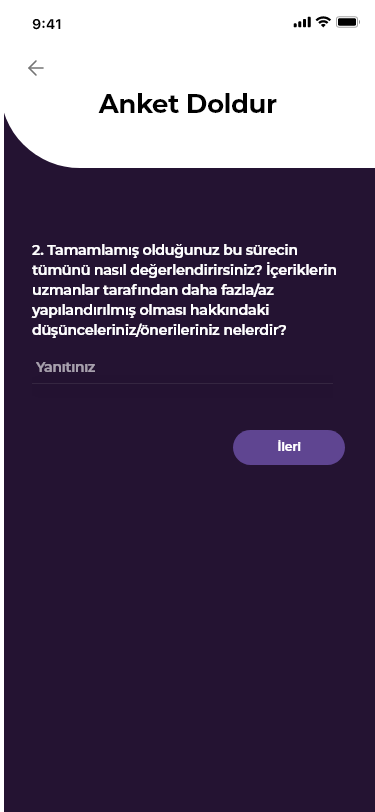 9:41
Anket Doldur
2. Tamamlamış olduğunuz bu sürecin
tümünü nasıl değerlendirirsiniz? İçeriklerin
uzmanlar tarafından daha fazla/az
yapılandırılmış olması hakkındaki
düşünceleriniz/önerileriniz nelerdir?
Yanıtınız
İleri